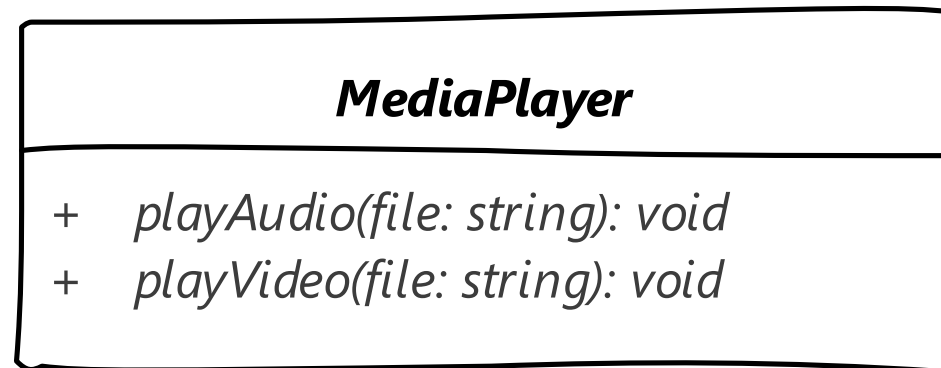 MediaPlayer
+ playAudio(file: string): void
+ playVideo(file: string): void